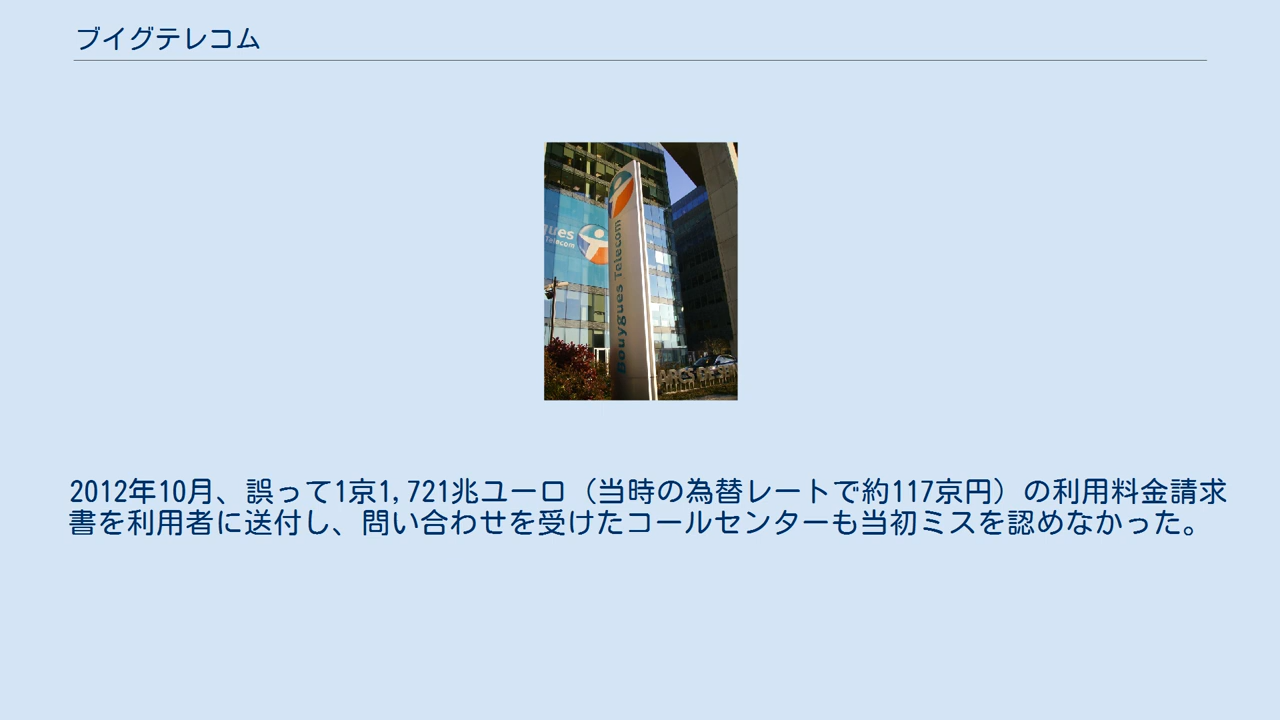 ブイグテレコム
ues
Telecom
Bouygues Telecom
2012年10月、誤って1京1,721兆ユーロ（当時の為替レートで約117京円）の利用料金請求
書を利用者に送付し、問い合わせを受けたコールセンターも当初ミスを認めなかった。